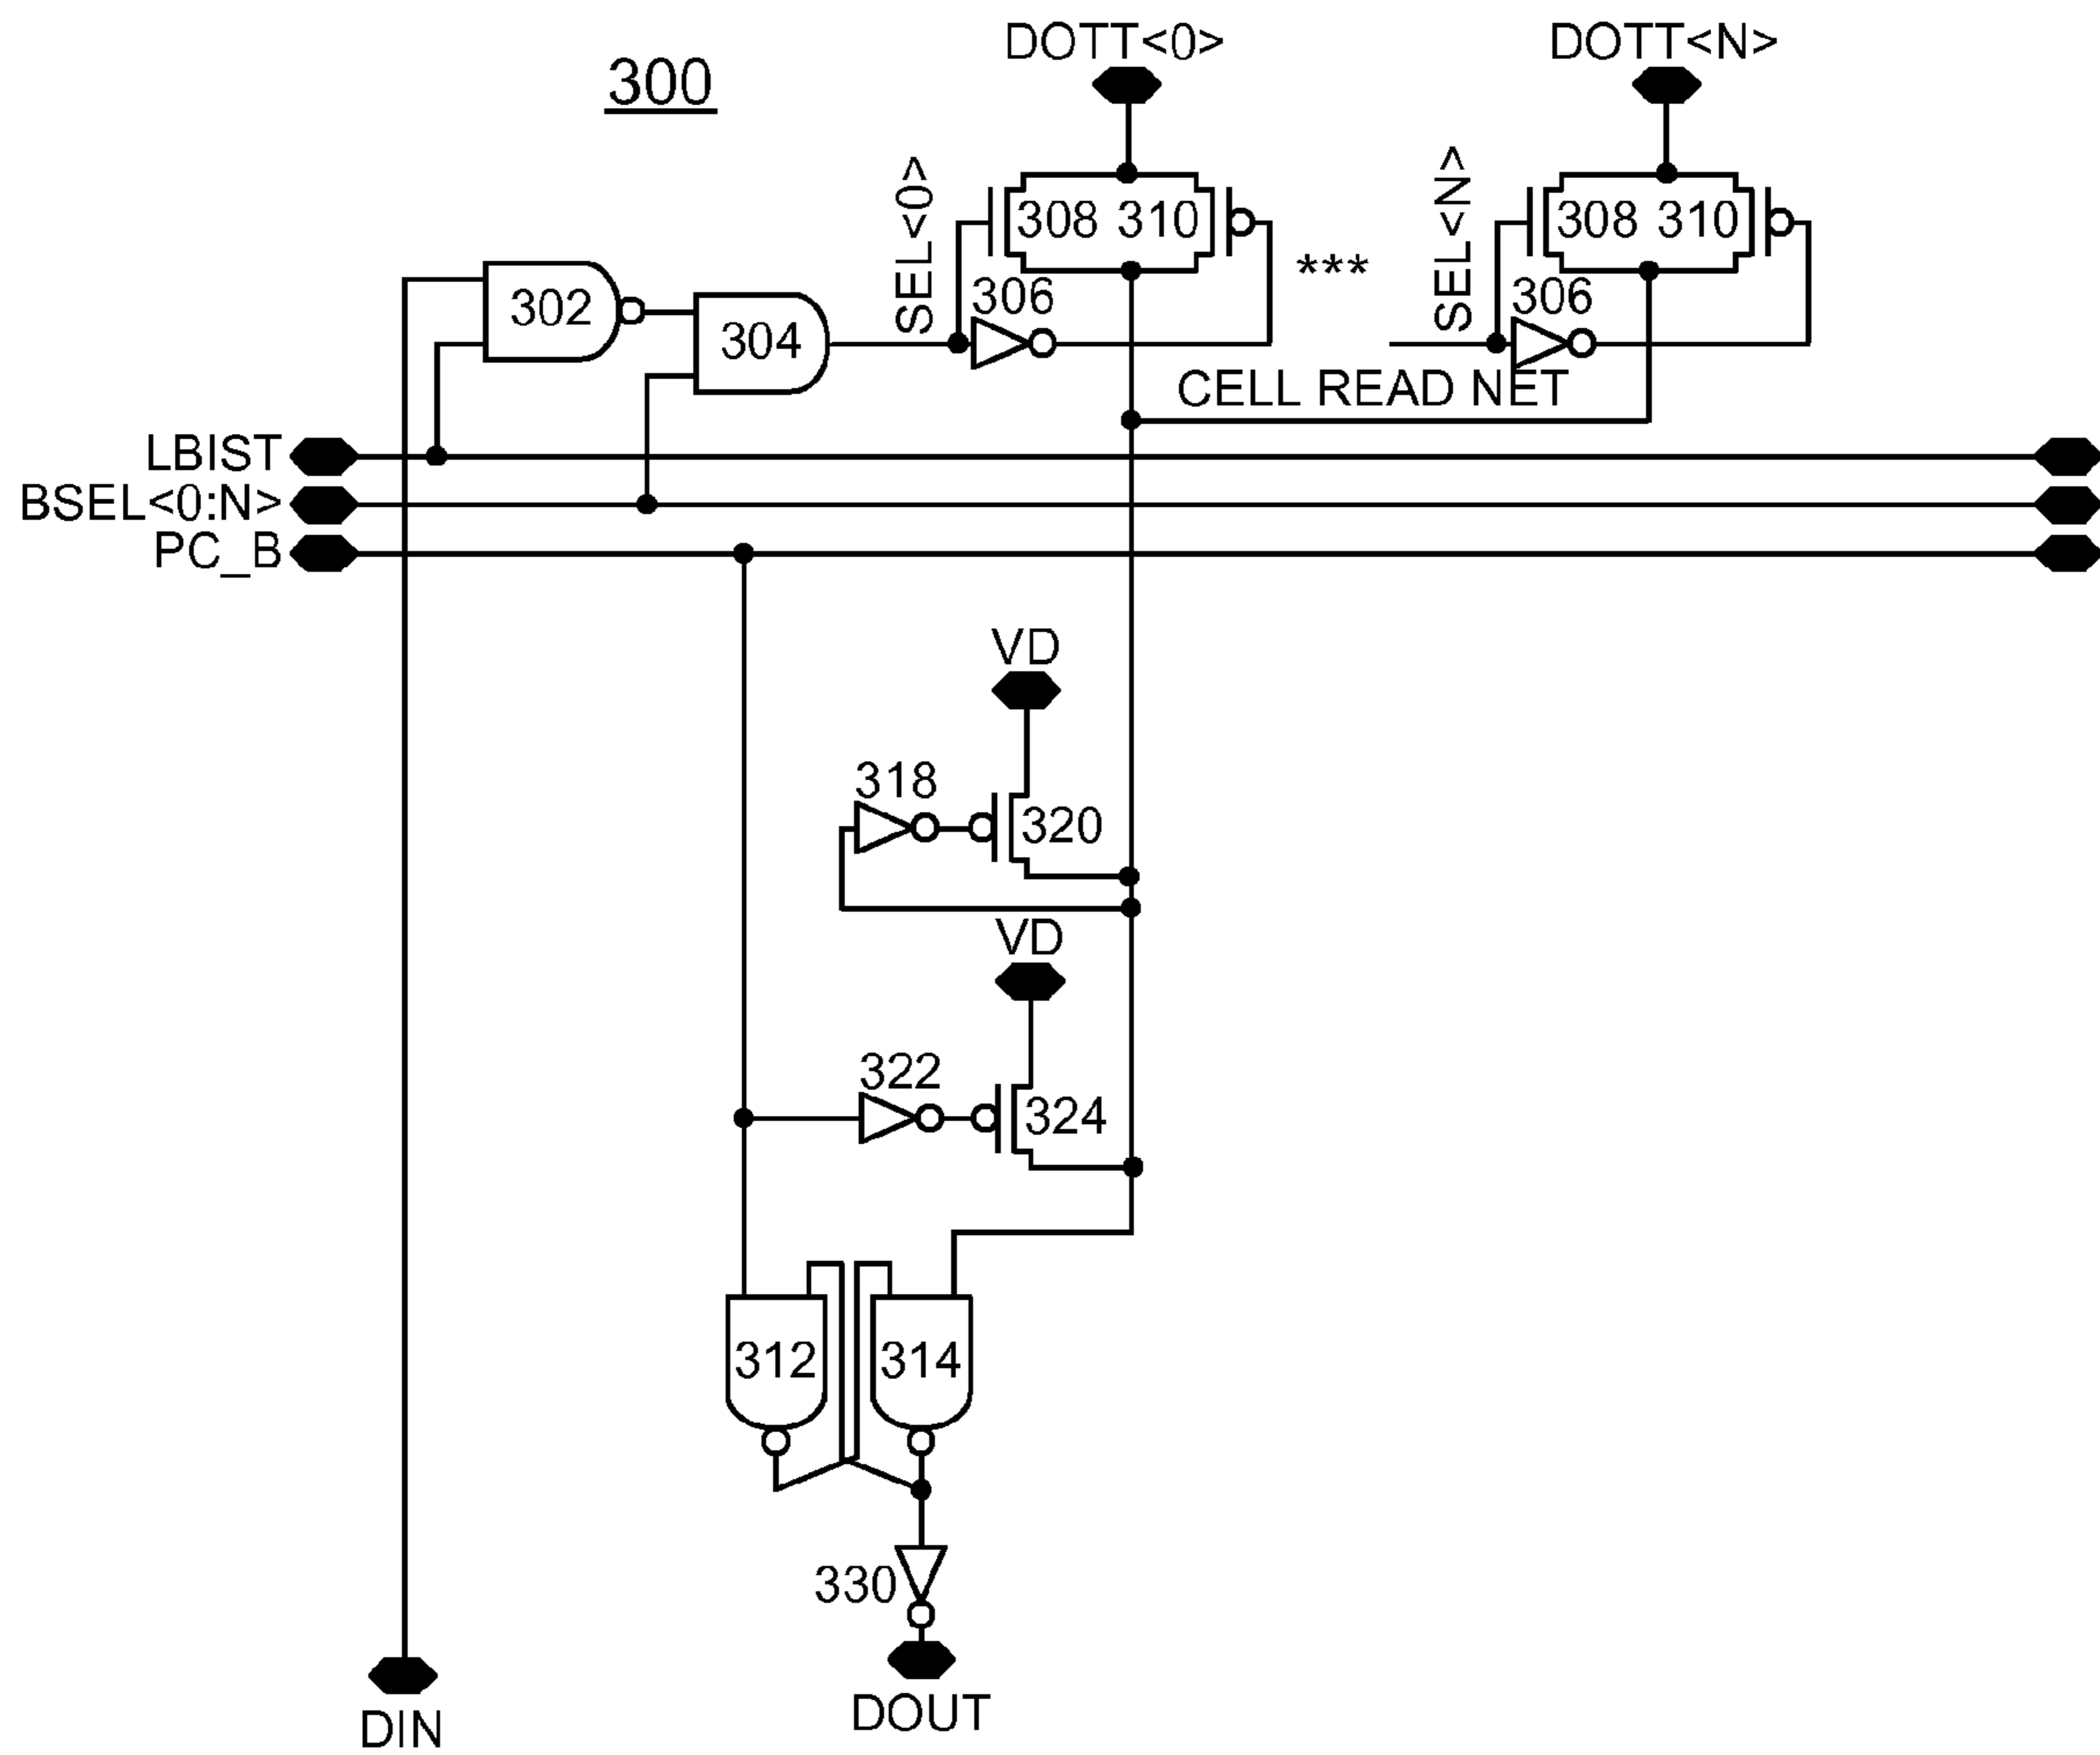 300
DOTT<0>
DOTT<N>
SEL<0>
308 310
***
SEL<N>
308 310
302
304
306
306
CELL READ NET
LBIST
BSEL<0:N>
PC_B
VD
318
320
VD
322
324
312
314
330
DIN
DOUT